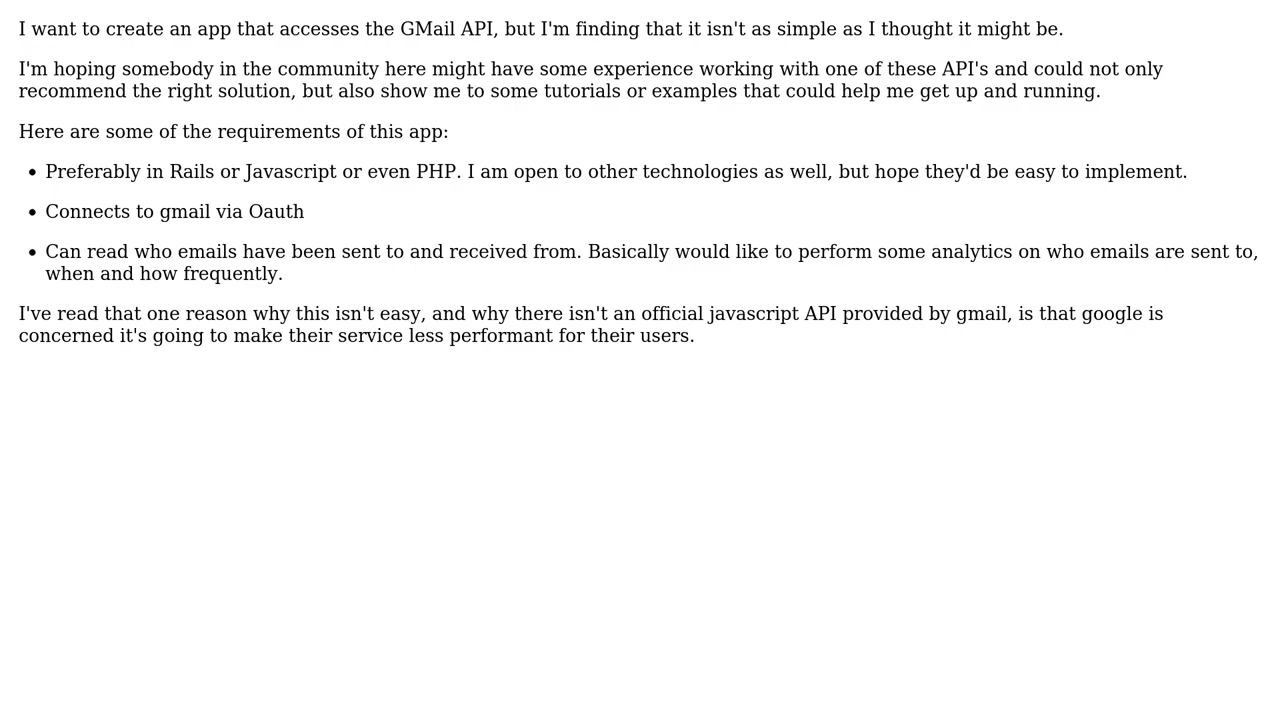 I want to create an app that accesses the GMail API, but I'm finding that it isn't as simple as I thought it might be.
I'm hoping somebody in the community here might have some experience working with one of these API's and could not only
recommend the right solution, but also show me to some tutorials or examples that could help me get up and running.
Here are some of the requirements of this app:
• Preferably in Rails or Javascript or even PHP. I am open to other technologies as well, but hope they'd be easy to implement.
• Connects to gmail via Oauth
• Can read who emails have been sent to and received from. Basically would like to perform some analytics on who emails are sent to,
when and how frequently.
I've read that one reason why this isn't easy, and why there isn't an official javascript API provided by gmail, is that google is
concerned it's going to make their service less performant for their users.